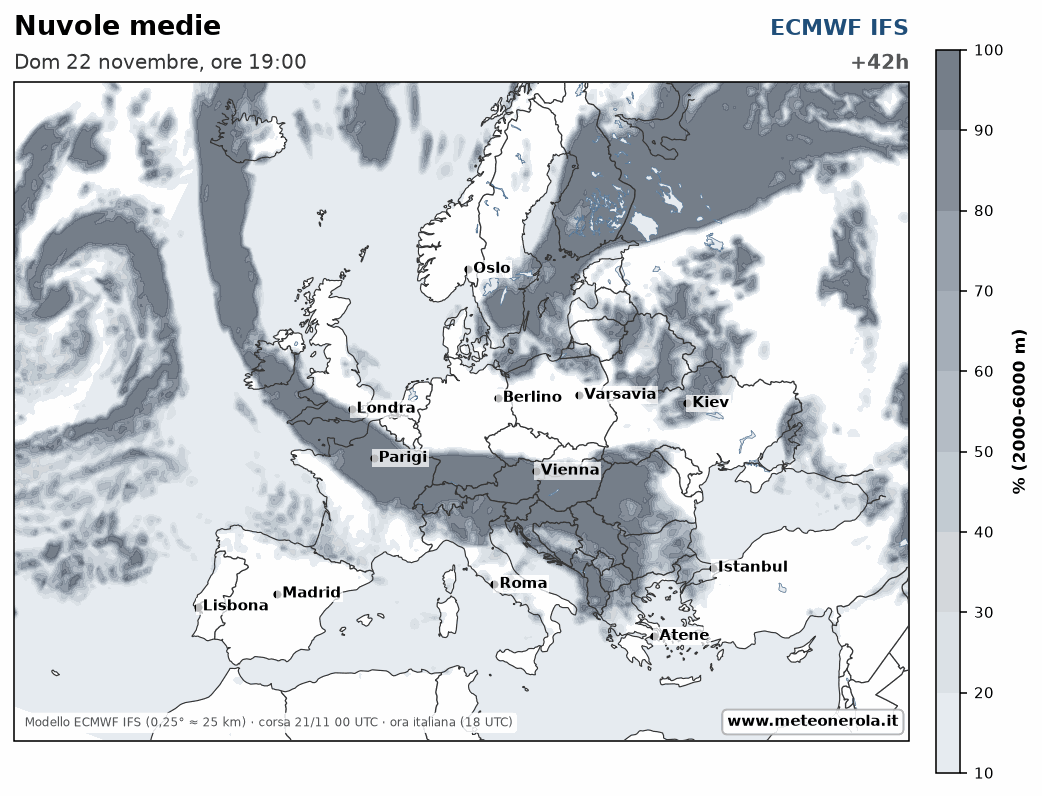 Nuvole medie
ECMWF IFS
Dom 22 novembre, ore 19:00
+42h
100
90
80
70
60
50
40
30
20
10
% (2000-6000 m)
Oslo
Londra
Berlino
Varsavia
Kiev
Parigi
Vienna
Istanbul
Roma
Madrid
Lisbona
Atene
Modello ECMWF IFS (0,25° ≈ 25 km) · corsa 21/11 00 UTC · ora italiana (18 UTC)
www.meteonerola.it